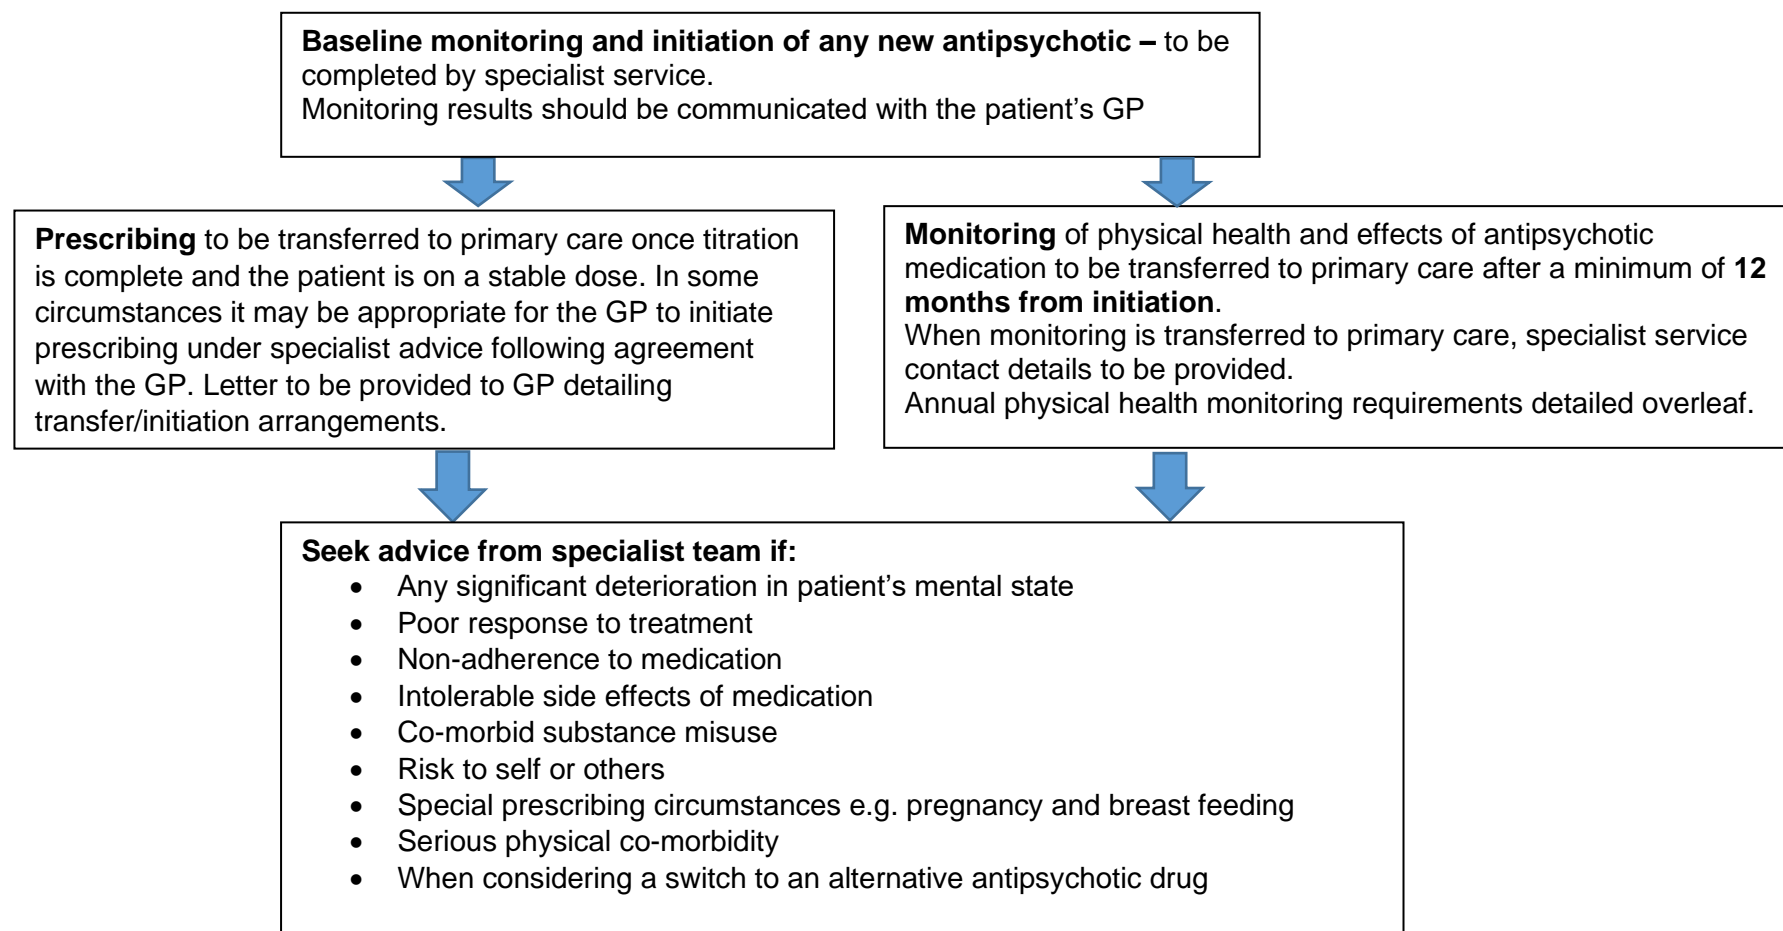 Baseline monitoring and initiation of any new antipsychotic – to be
completed by specialist service.
Monitoring results should be communicated with the patient’s GP
Prescribing to be transferred to primary care once titration
is complete and the patient is on a stable dose. In some
circumstances it may be appropriate for the GP to initiate
prescribing under specialist advice following agreement
with the GP. Letter to be provided to GP detailing
transfer/initiation arrangements.
Monitoring of physical health and effects of antipsychotic
medication to be transferred to primary care after a minimum of 12
months from initiation.
When monitoring is transferred to primary care, specialist service
contact details to be provided.
Annual physical health monitoring requirements detailed overleaf.
Seek advice from specialist team if:
• Any significant deterioration in patient’s mental state
• Poor response to treatment
• Non-adherence to medication
• Intolerable side effects of medication
• Co-morbid substance misuse
• Risk to self or others
• Special prescribing circumstances e.g. pregnancy and breast feeding
• Serious physical co-morbidity
• When considering a switch to an alternative antipsychotic drug